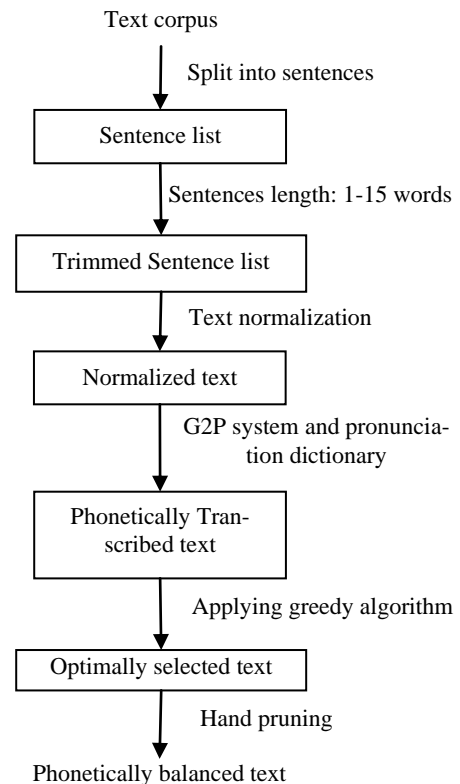 Text corpus
Split into sentences
Sentence list
Sentences length: 1-15 words
Trimmed Sentence list
Text normalization
Normalized text
G2P system and pronuncia-
tion dictionary
Phonetically Tran-
scribed text
Applying greedy algorithm
Optimally selected text
Hand pruning
Phonetically balanced text